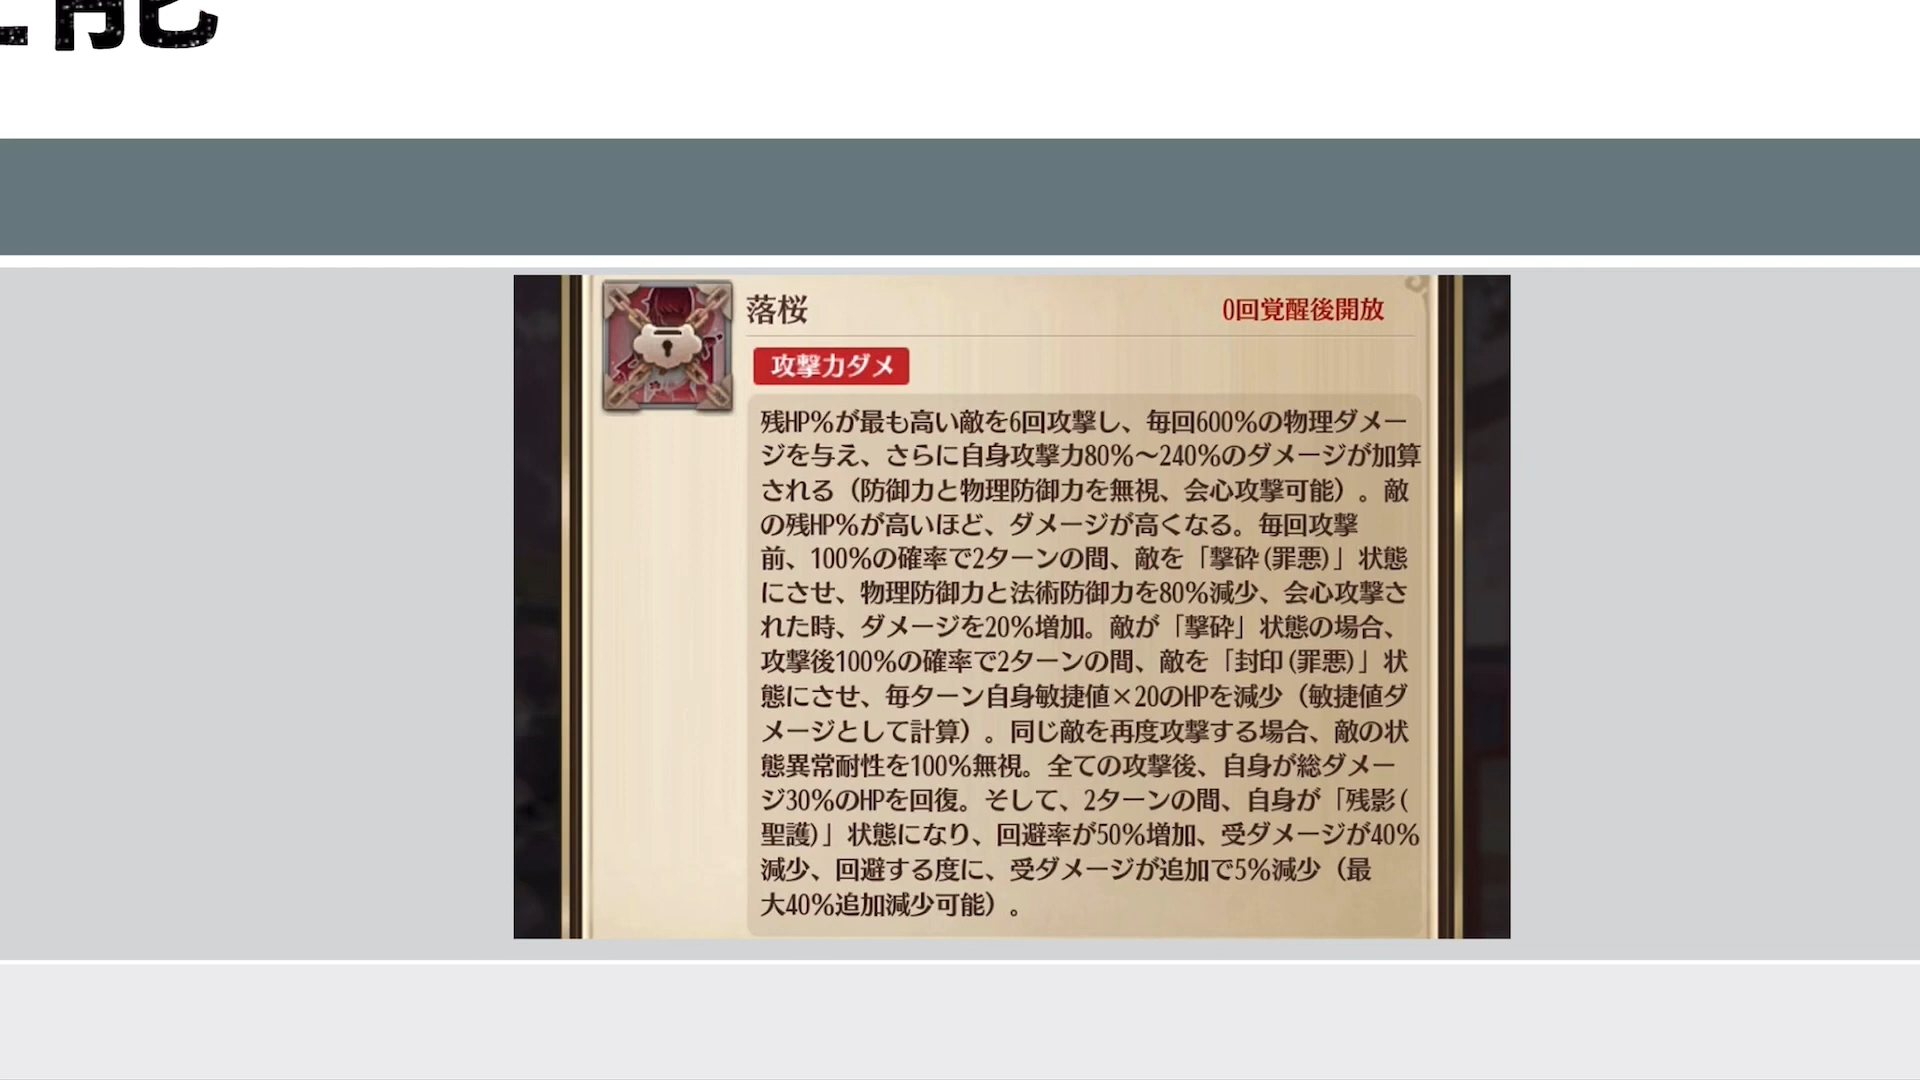 能
落桜
0回覚醒後開放
攻撃力ダメ
残HP%が最も高い敵を6回攻撃し、毎回600%の物理ダメー
ジを与え、さらに自身攻撃力80%～240%のダメージが加算
される（防御力と物理防御力を無視、会心攻撃可能）。敵
の残HP%が高いほど、ダメージが高くなる。毎回攻撃
前、100%の確率で2ターンの間、敵を「撃砕(罪悪)」状態
にさせ、物理防御力と法術防御力を80%減少、会心攻撃さ
れた時、ダメージを20%増加。敵が「撃砕」状態の場合、
攻撃後100%の確率で2ターンの間、敵を「封印(罪悪)」状
態にさせ、毎ターン自身敏捷値×20のHPを減少（敏捷値ダ
メージとして計算）。同じ敵を再度攻撃する場合、敵の状
態異常耐性を100%無視。全ての攻撃後、自身が総ダメー
ジ30%のHPを回復。そして、2ターンの間、自身が「残影(
聖護)」状態になり、回避率が50%増加、受ダメージが40%
減少、回避する度に、受ダメージが追加で5%減少（最
大40%追加減少可能）。